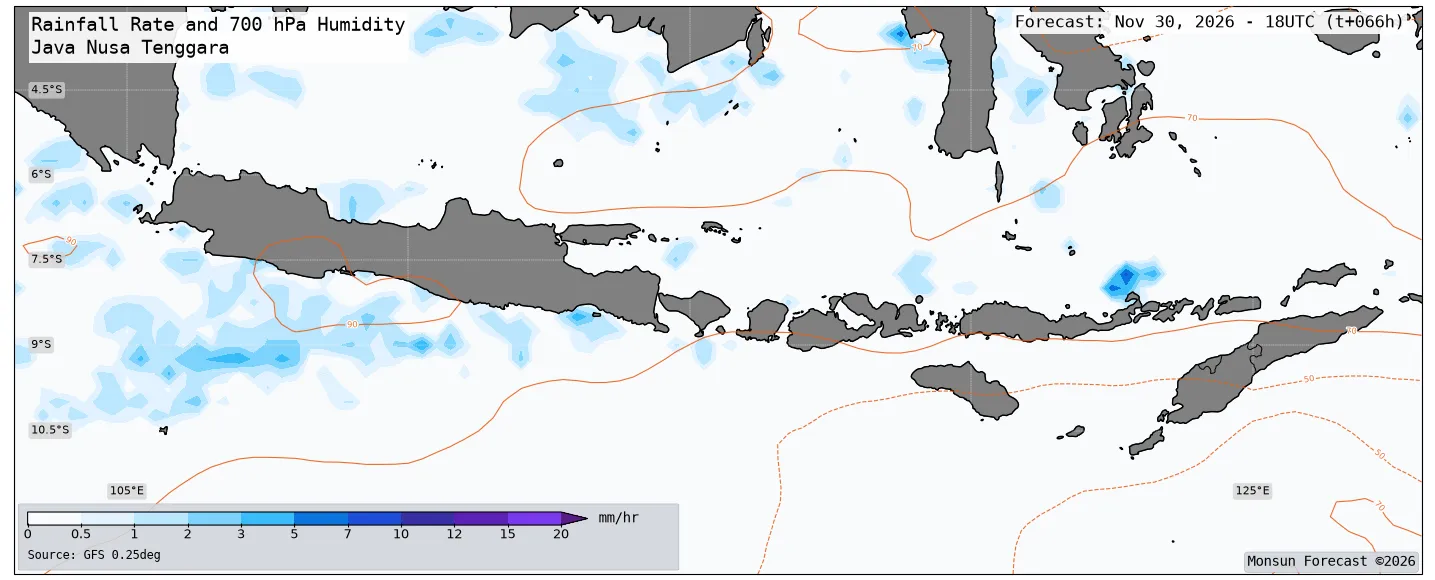 Rainfall Rate and 700 hPa Humidity
Java Nusa Tenggara
Forecast: Nov 30, 2026 - 18UTC (t+066h)
70
4.5°S
70
6°S
90
7.5°S
90
70
9°S
50
10.5°S
50
105°E
125°E
70
0
0.5
1
2
3
5
7
10
12
15
20
mm/hr
Source: GFS 0.25deg
Monsun Forecast ©2026